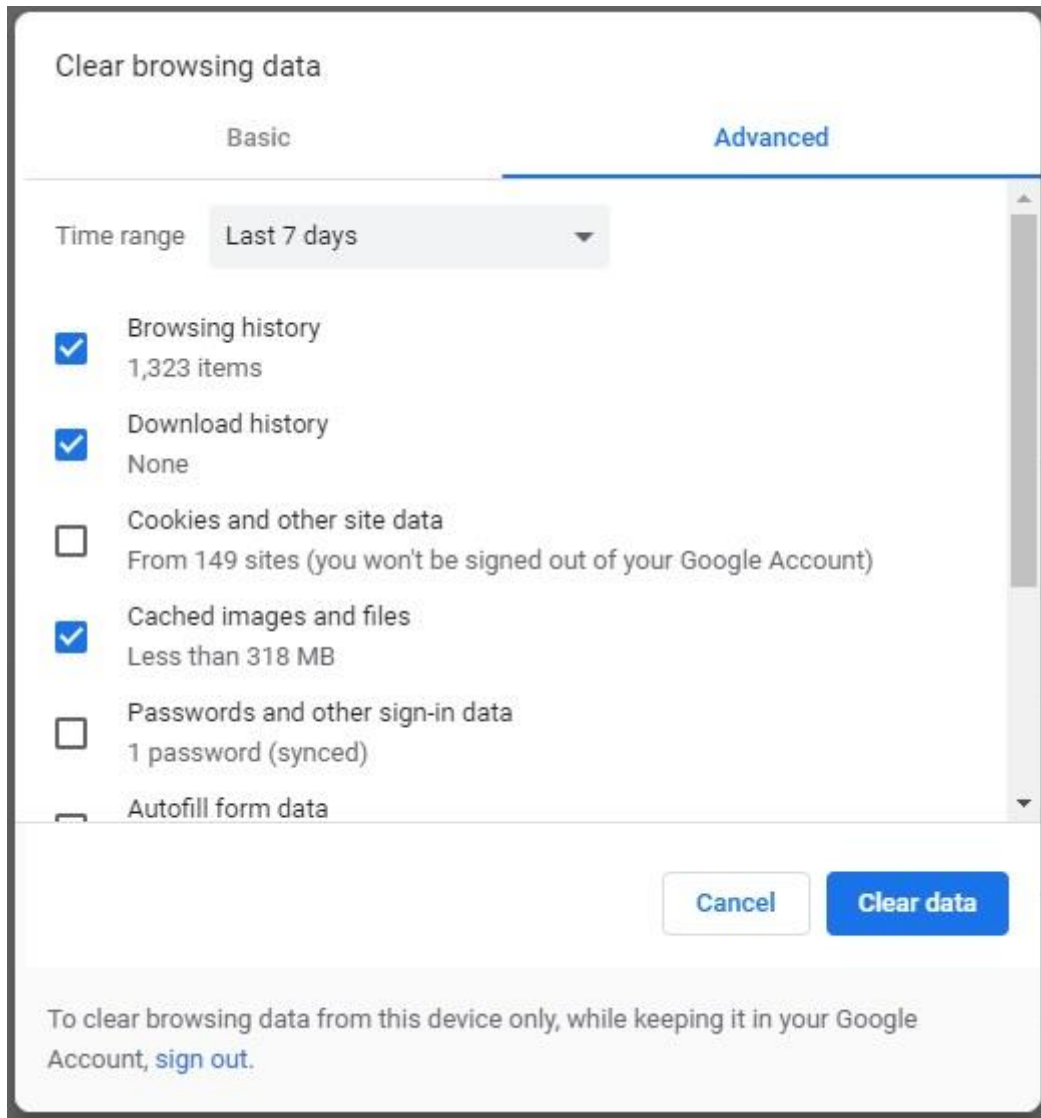 Clear browsing data
Basic
Advanced
Time range
Last 7 days
Browsing history
1,323 items
Download history
None
Cookies and other site data
From 149 sites (you won't be signed out of your Google Account)
Cached images and files
Less than 318 MB
Passwords and other sign-in data
1 password (synced)
Autofill form data
Cancel
Clear data
To clear browsing data from this device only, while keeping it in your Google
Account, sign out.